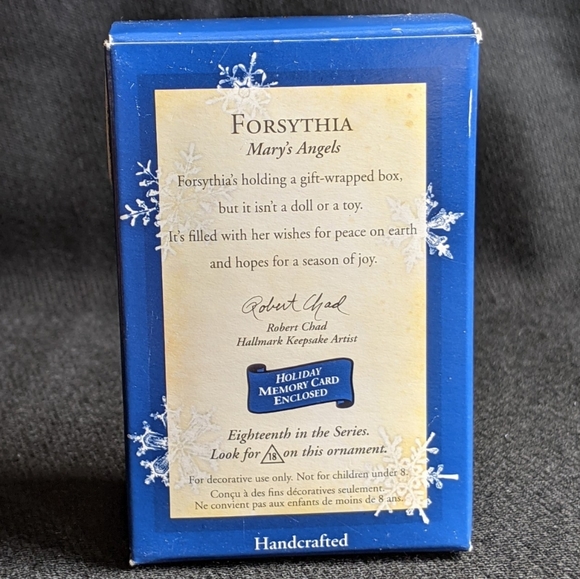 FORSYTHIA
Mary's Angels
Forsythia's holding a gift-wrapped box,
but it isn't a doll or a toy.
It's filled with her wishes for peace on earth
and hopes for a season of joy.
Robert Chad
Robert Chad
Hallmark Keepsake Artist
HOLIDAY
MEMORY CARD
ENCLOSED
Eighteenth in the Series.
Look for 18 on this ornament.
For decorative use only. Not for children under 8.
Conçu à des fins décoratives seulement.
Ne convient pas aux enfants de moins de 8 ans.
Handcrafted